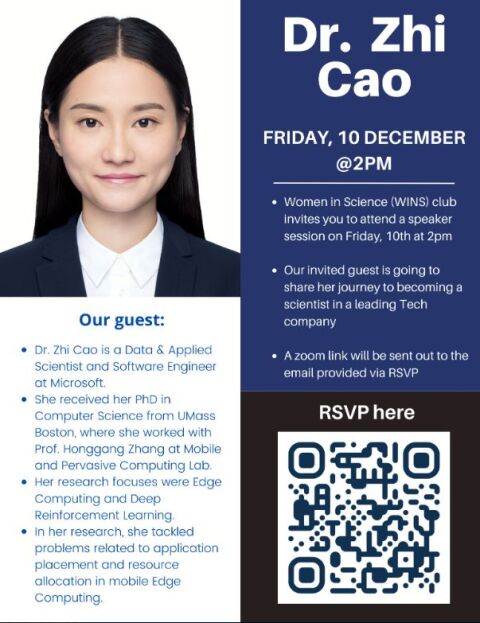 Dr. Zhi
Cao
FRIDAY, 10 DECEMBER
@2PM
Women in Science (WINS) club
invites you to attend a speaker
session on Friday, 10th at 2pm
Our invited guest is going to
share her journey to becoming a
scientist in a leading Tech
company
A zoom link will be sent out to the
email provided via RSVP
Our guest:
Dr. Zhi Cao is a Data & Applied
Scientist and Software Engineer
at Microsoft.
She received her PhD in
Computer Science from UMass
Boston, where she worked with
Prof. Honggang Zhang at Mobile
and Pervasive Computing Lab.
Her research focuses were Edge
Computing and Deep
Reinforcement Learning.
In her research, she tackled
problems related to application
placement and resource
allocation in mobile Edge
Computing.
RSVP here